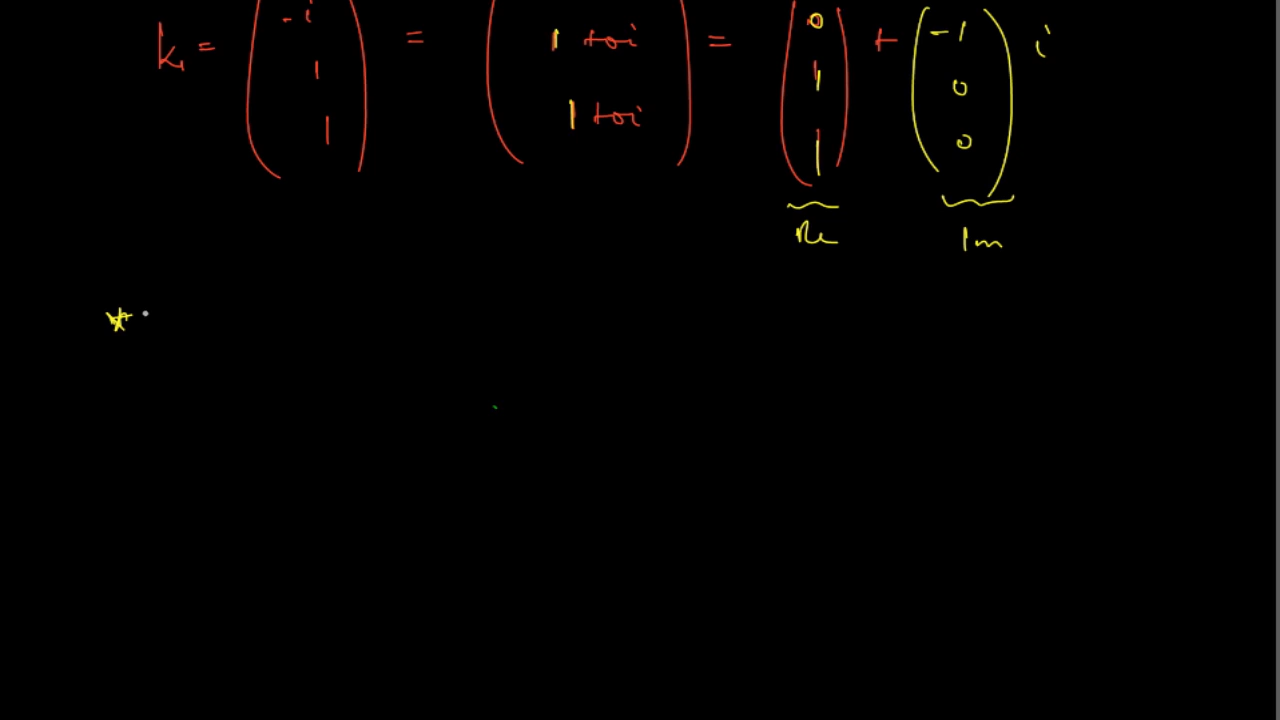 k₁ = ( -i = ( = ( 0 + ( -1 i
1 1 +0i 1 0
1 1 +0i 1 0
Re Im
*